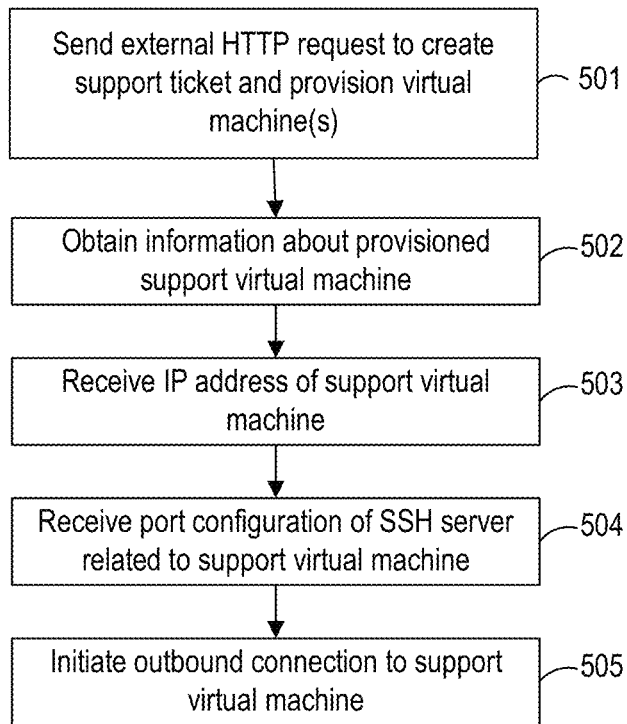 Send external HTTP request to create
support ticket and provision virtual
machine(s)
501
Obtain information about provisioned
support virtual machine
502
Receive IP address of support virtual
machine
503
Receive port configuration of SSH server
related to support virtual machine
504
Initiate outbound connection to support
virtual machine
505